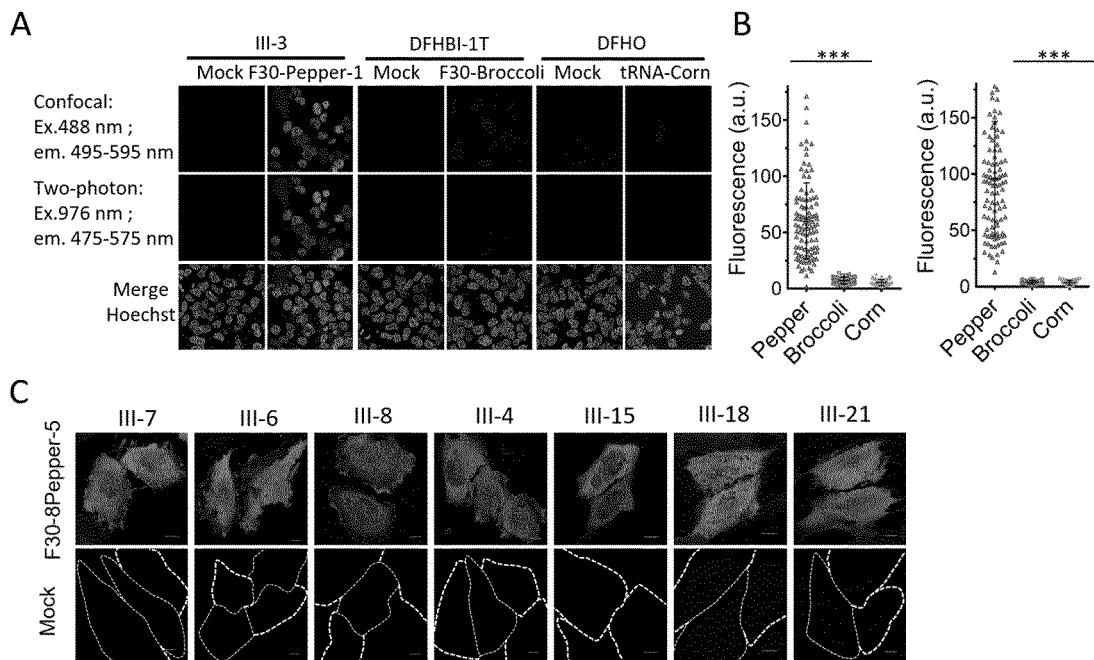 A
III-3
DFHBI-1T
DFHO
Mock F30-Pepper-1
Mock F30-Broccoli
Mock tRNA-Corn
Confocal:
Ex.488 nm ;
em. 495-595 nm
Two-photon:
Ex.976 nm ;
em. 475-575 nm
Merge
Hoechst
B
***
Fluorescence (a.u.)
150
100
50
0
Pepper
Broccoli
Corn
***
Fluorescence (a.u.)
150
100
50
0
Pepper
Broccoli
Corn
C
III-7
III-6
III-8
III-4
III-15
III-18
III-21
F30-8Pepper-5
Mock